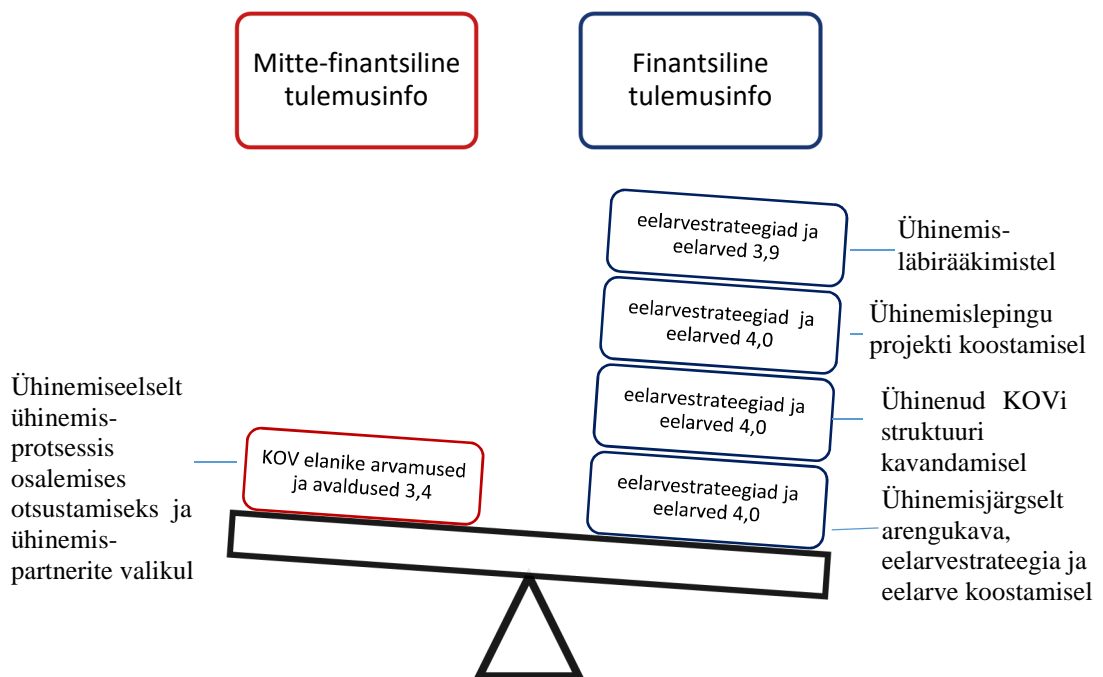 Mitte-finantsiline
tulemusinfo
Finantsiline
tulemusinfo
eelarvestrateegiad ja
eelarved 3,9
Ühinemis-
läbirääkimistel
eelarvestrateegiad ja
eelarved 4,0
Ühinemislepingu
projekti koostamisel
Ühinemiseelselt
ühinemis-
protsessis
osalemises
otsustamiseks ja
ühinemis-
partnerite valikul
KOV elanike arvamused
ja avaldused 3,4
eelarvestrateegiad ja
eelarved 4,0
Ühinenud KOVi
struktuuri
kavandamisel
eelarvestrateegiad ja
eelarved 4,0
Ühinemisjärgselt
arengukava,
eelarvestrateegia ja
eelarve koostamisel